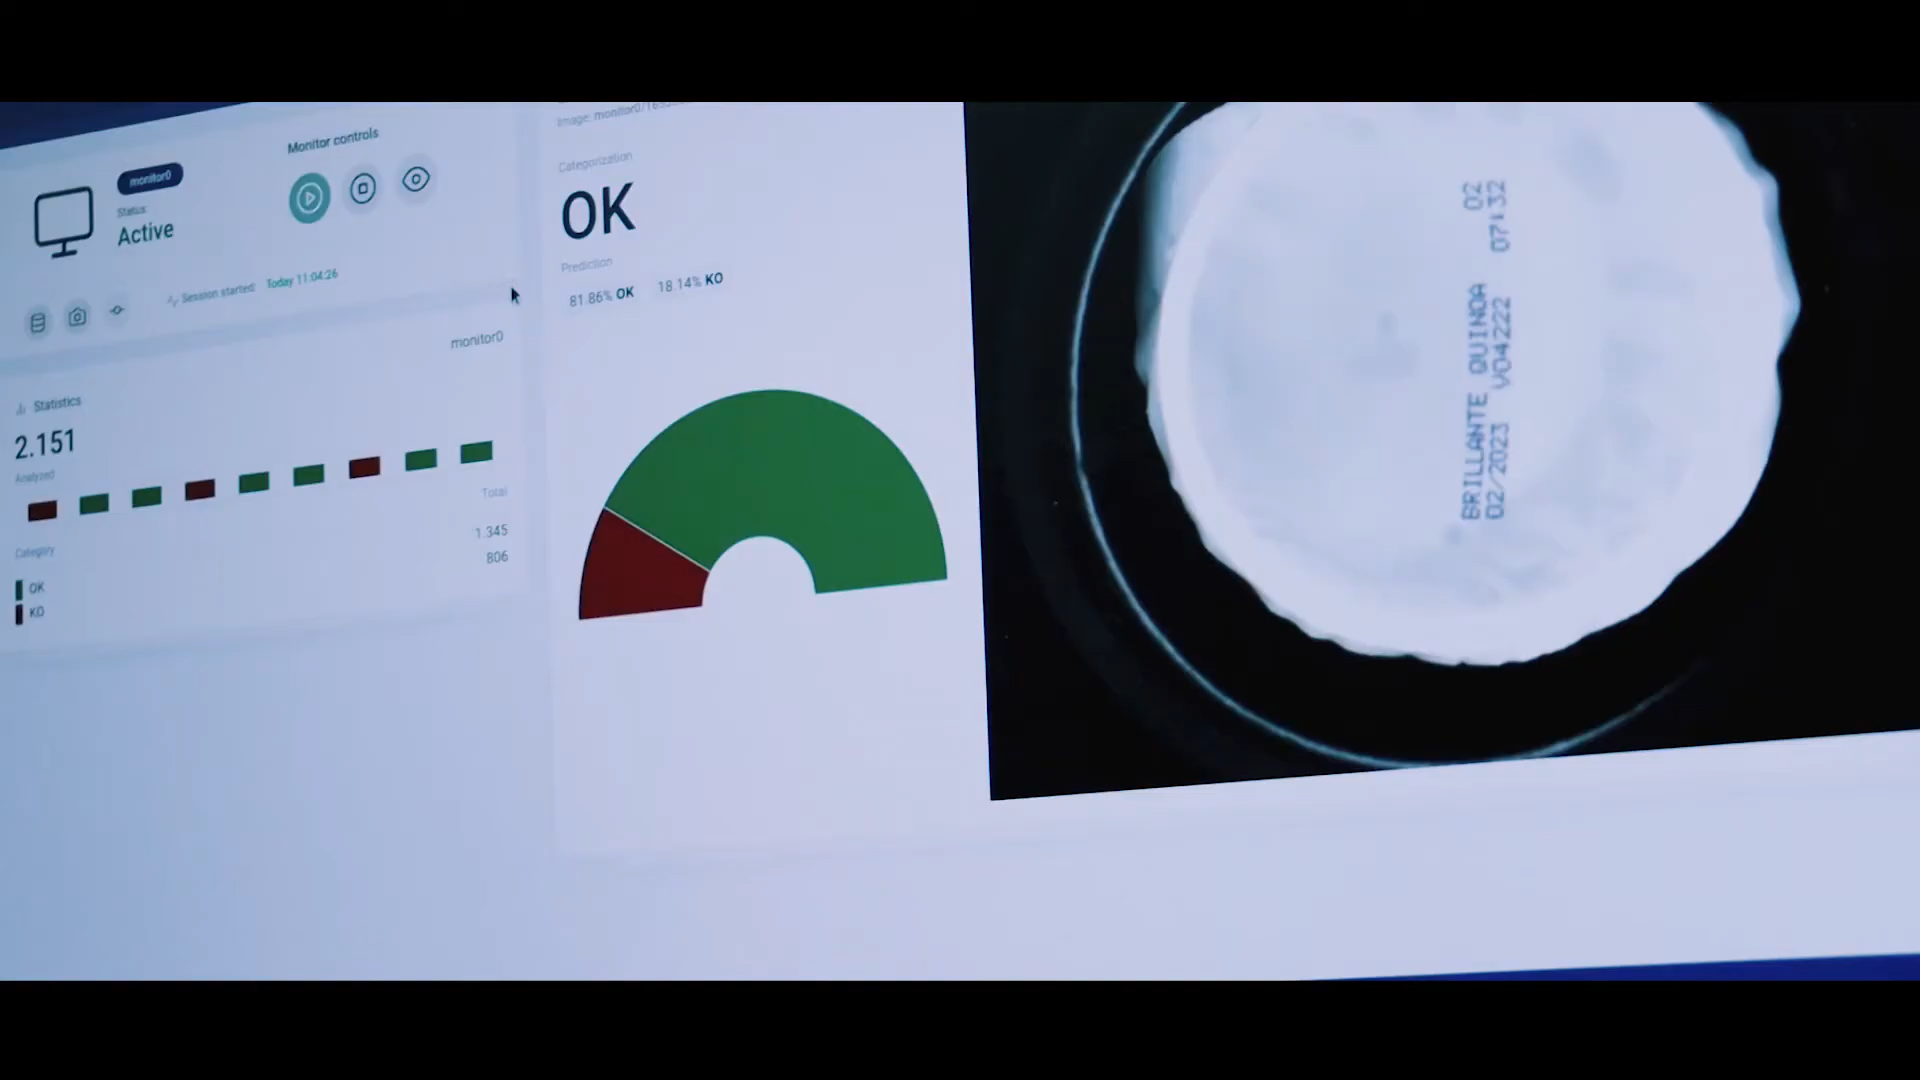 monitor0
Status:
Active
Monitor controls
Session started: Today 11:04:26
monitor0
Statistics
2.151
Analyzed
Total
Category
1.345
806
OK
KO
Image: monitor0/
Categorization
OK
Prediction
81.86% OK 18.14% KO
BRILLANTE QUINOA 02
02/2023 V04222 07:32